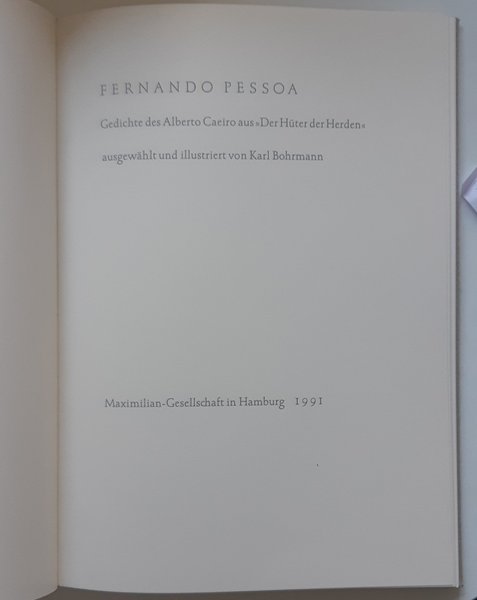 FERNANDO PESSOA
Gedichte des Alberto Caeiro aus »Der Hüter der Herden«
ausgewählt und illustriert von Karl Bohrmann
Maximilian-Gesellschaft in Hamburg 1991